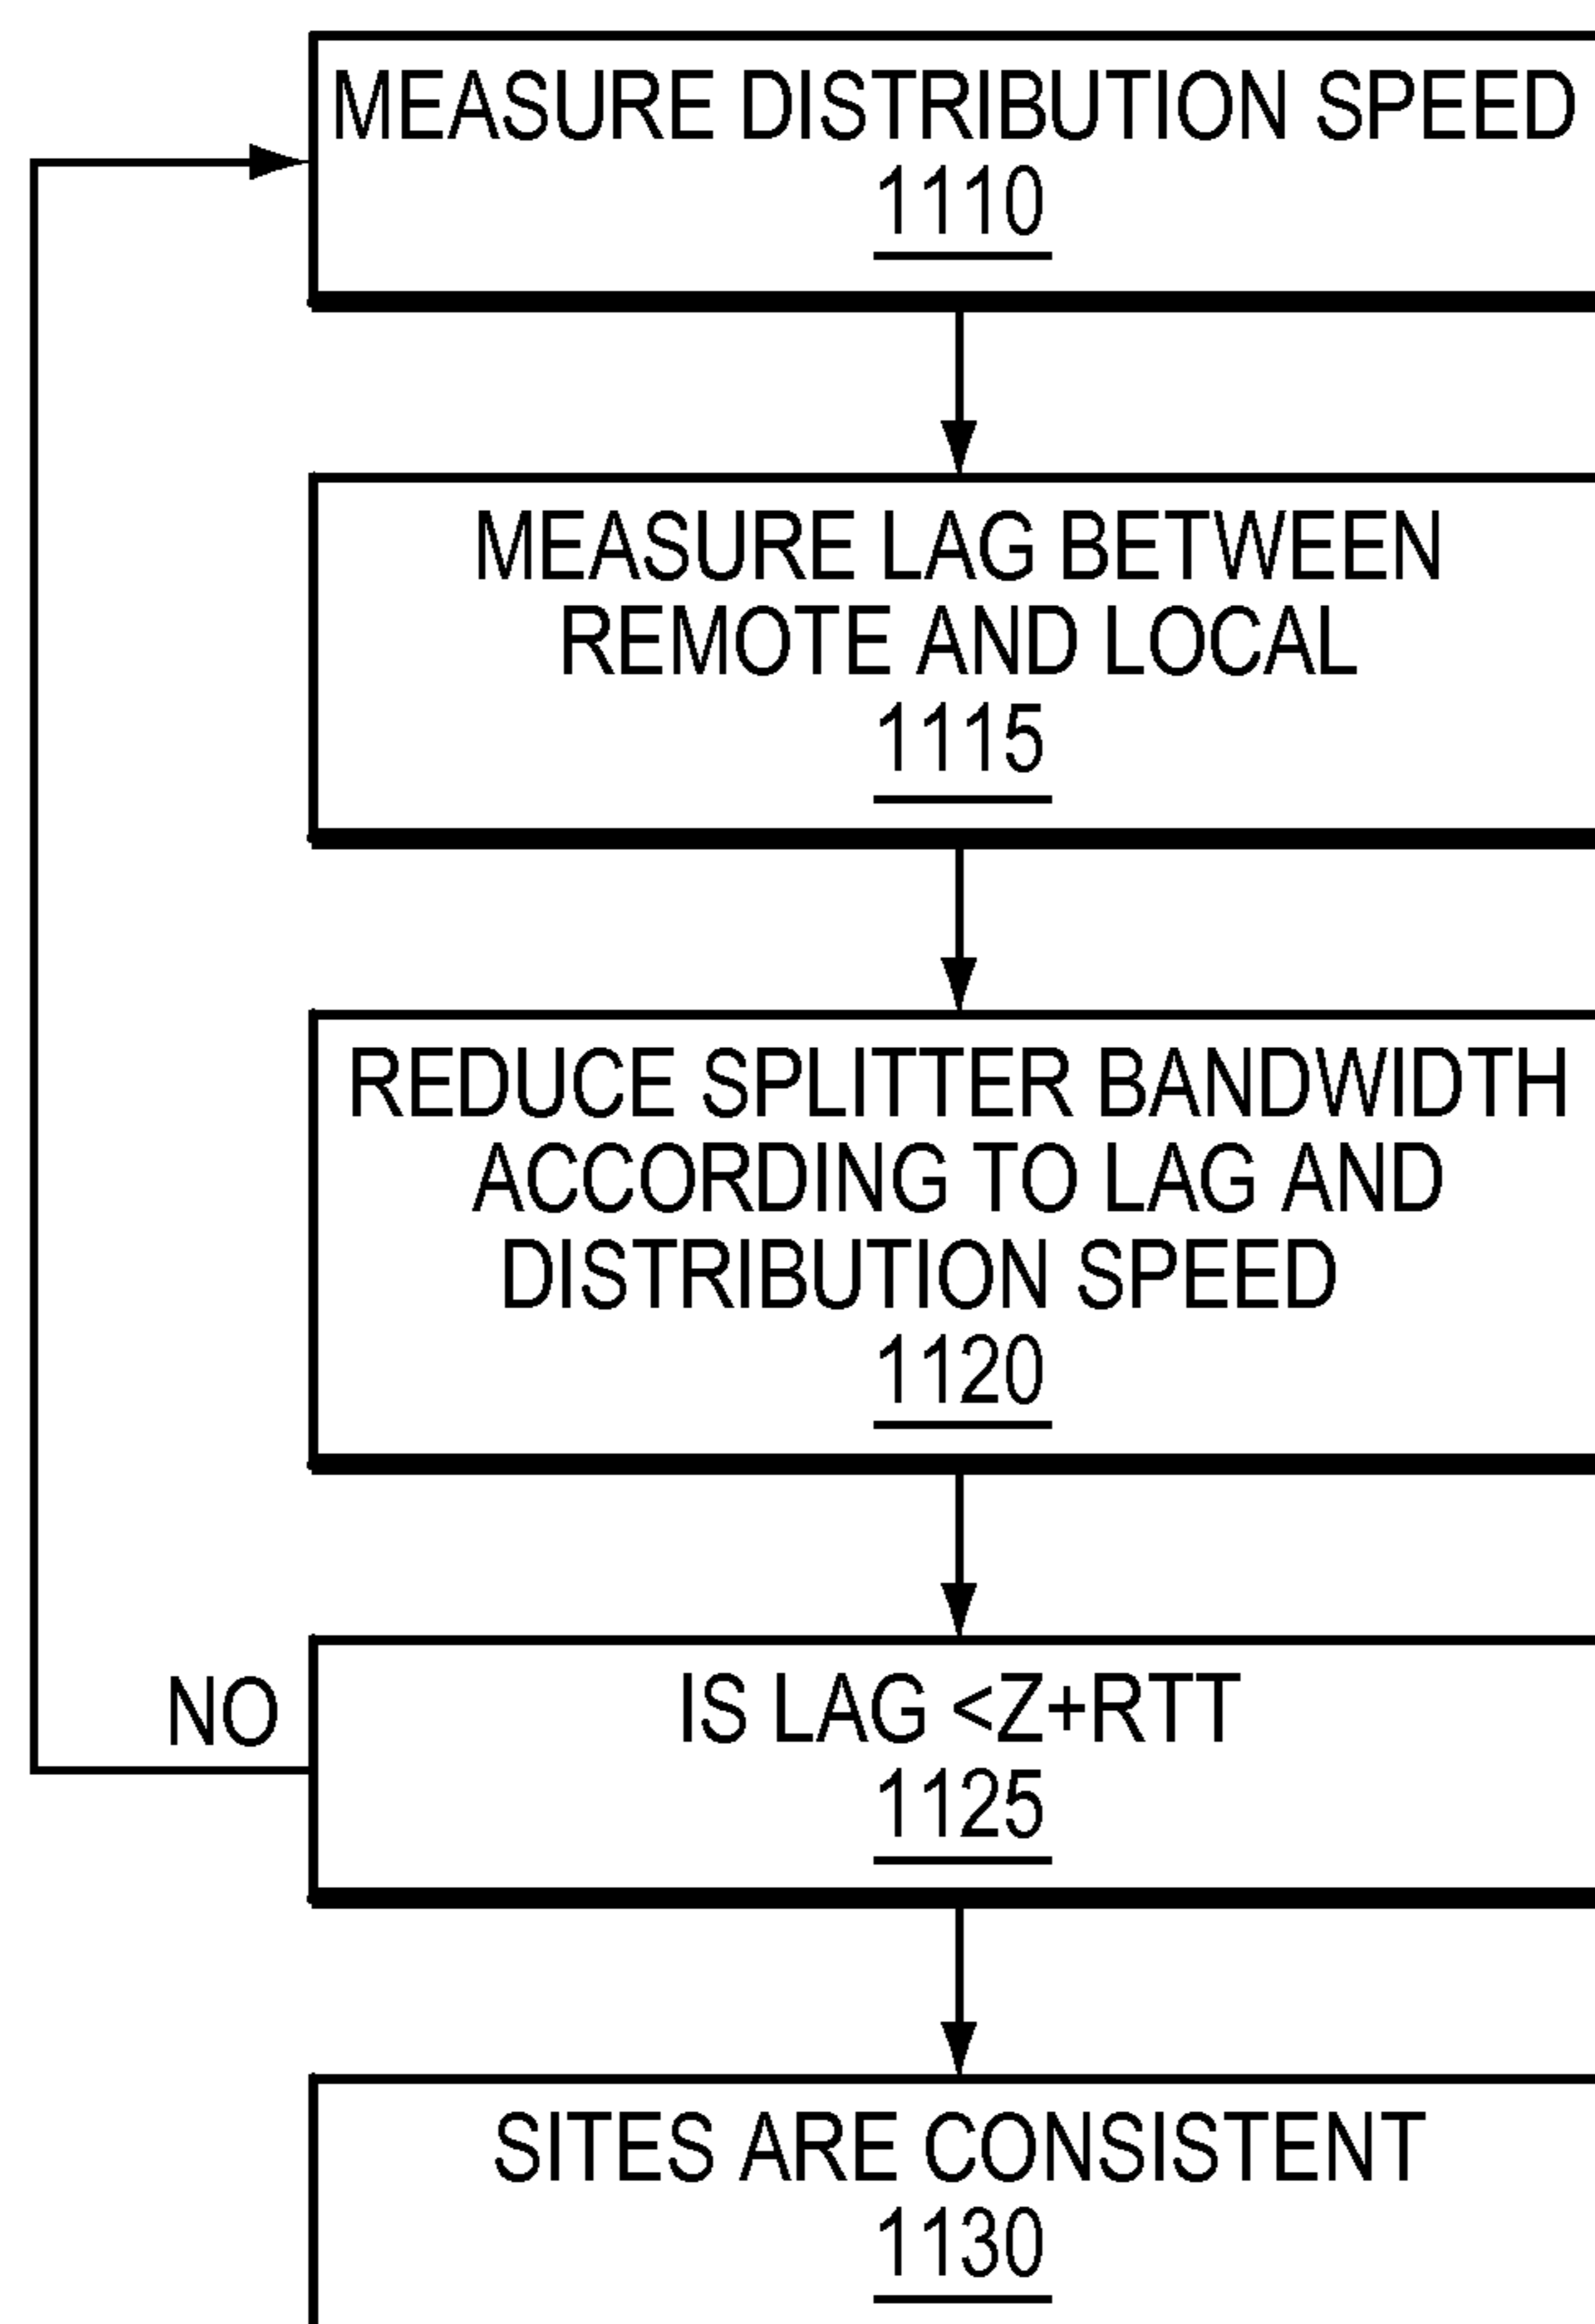 MEASURE DISTRIBUTION SPEED
1110
MEASURE LAG BETWEEN
REMOTE AND LOCAL
1115
REDUCE SPLITTER BANDWIDTH
ACCORDING TO LAG AND
DISTRIBUTION SPEED
1120
NO
IS LAG <Z+RTT
1125
SITES ARE CONSISTENT
1130